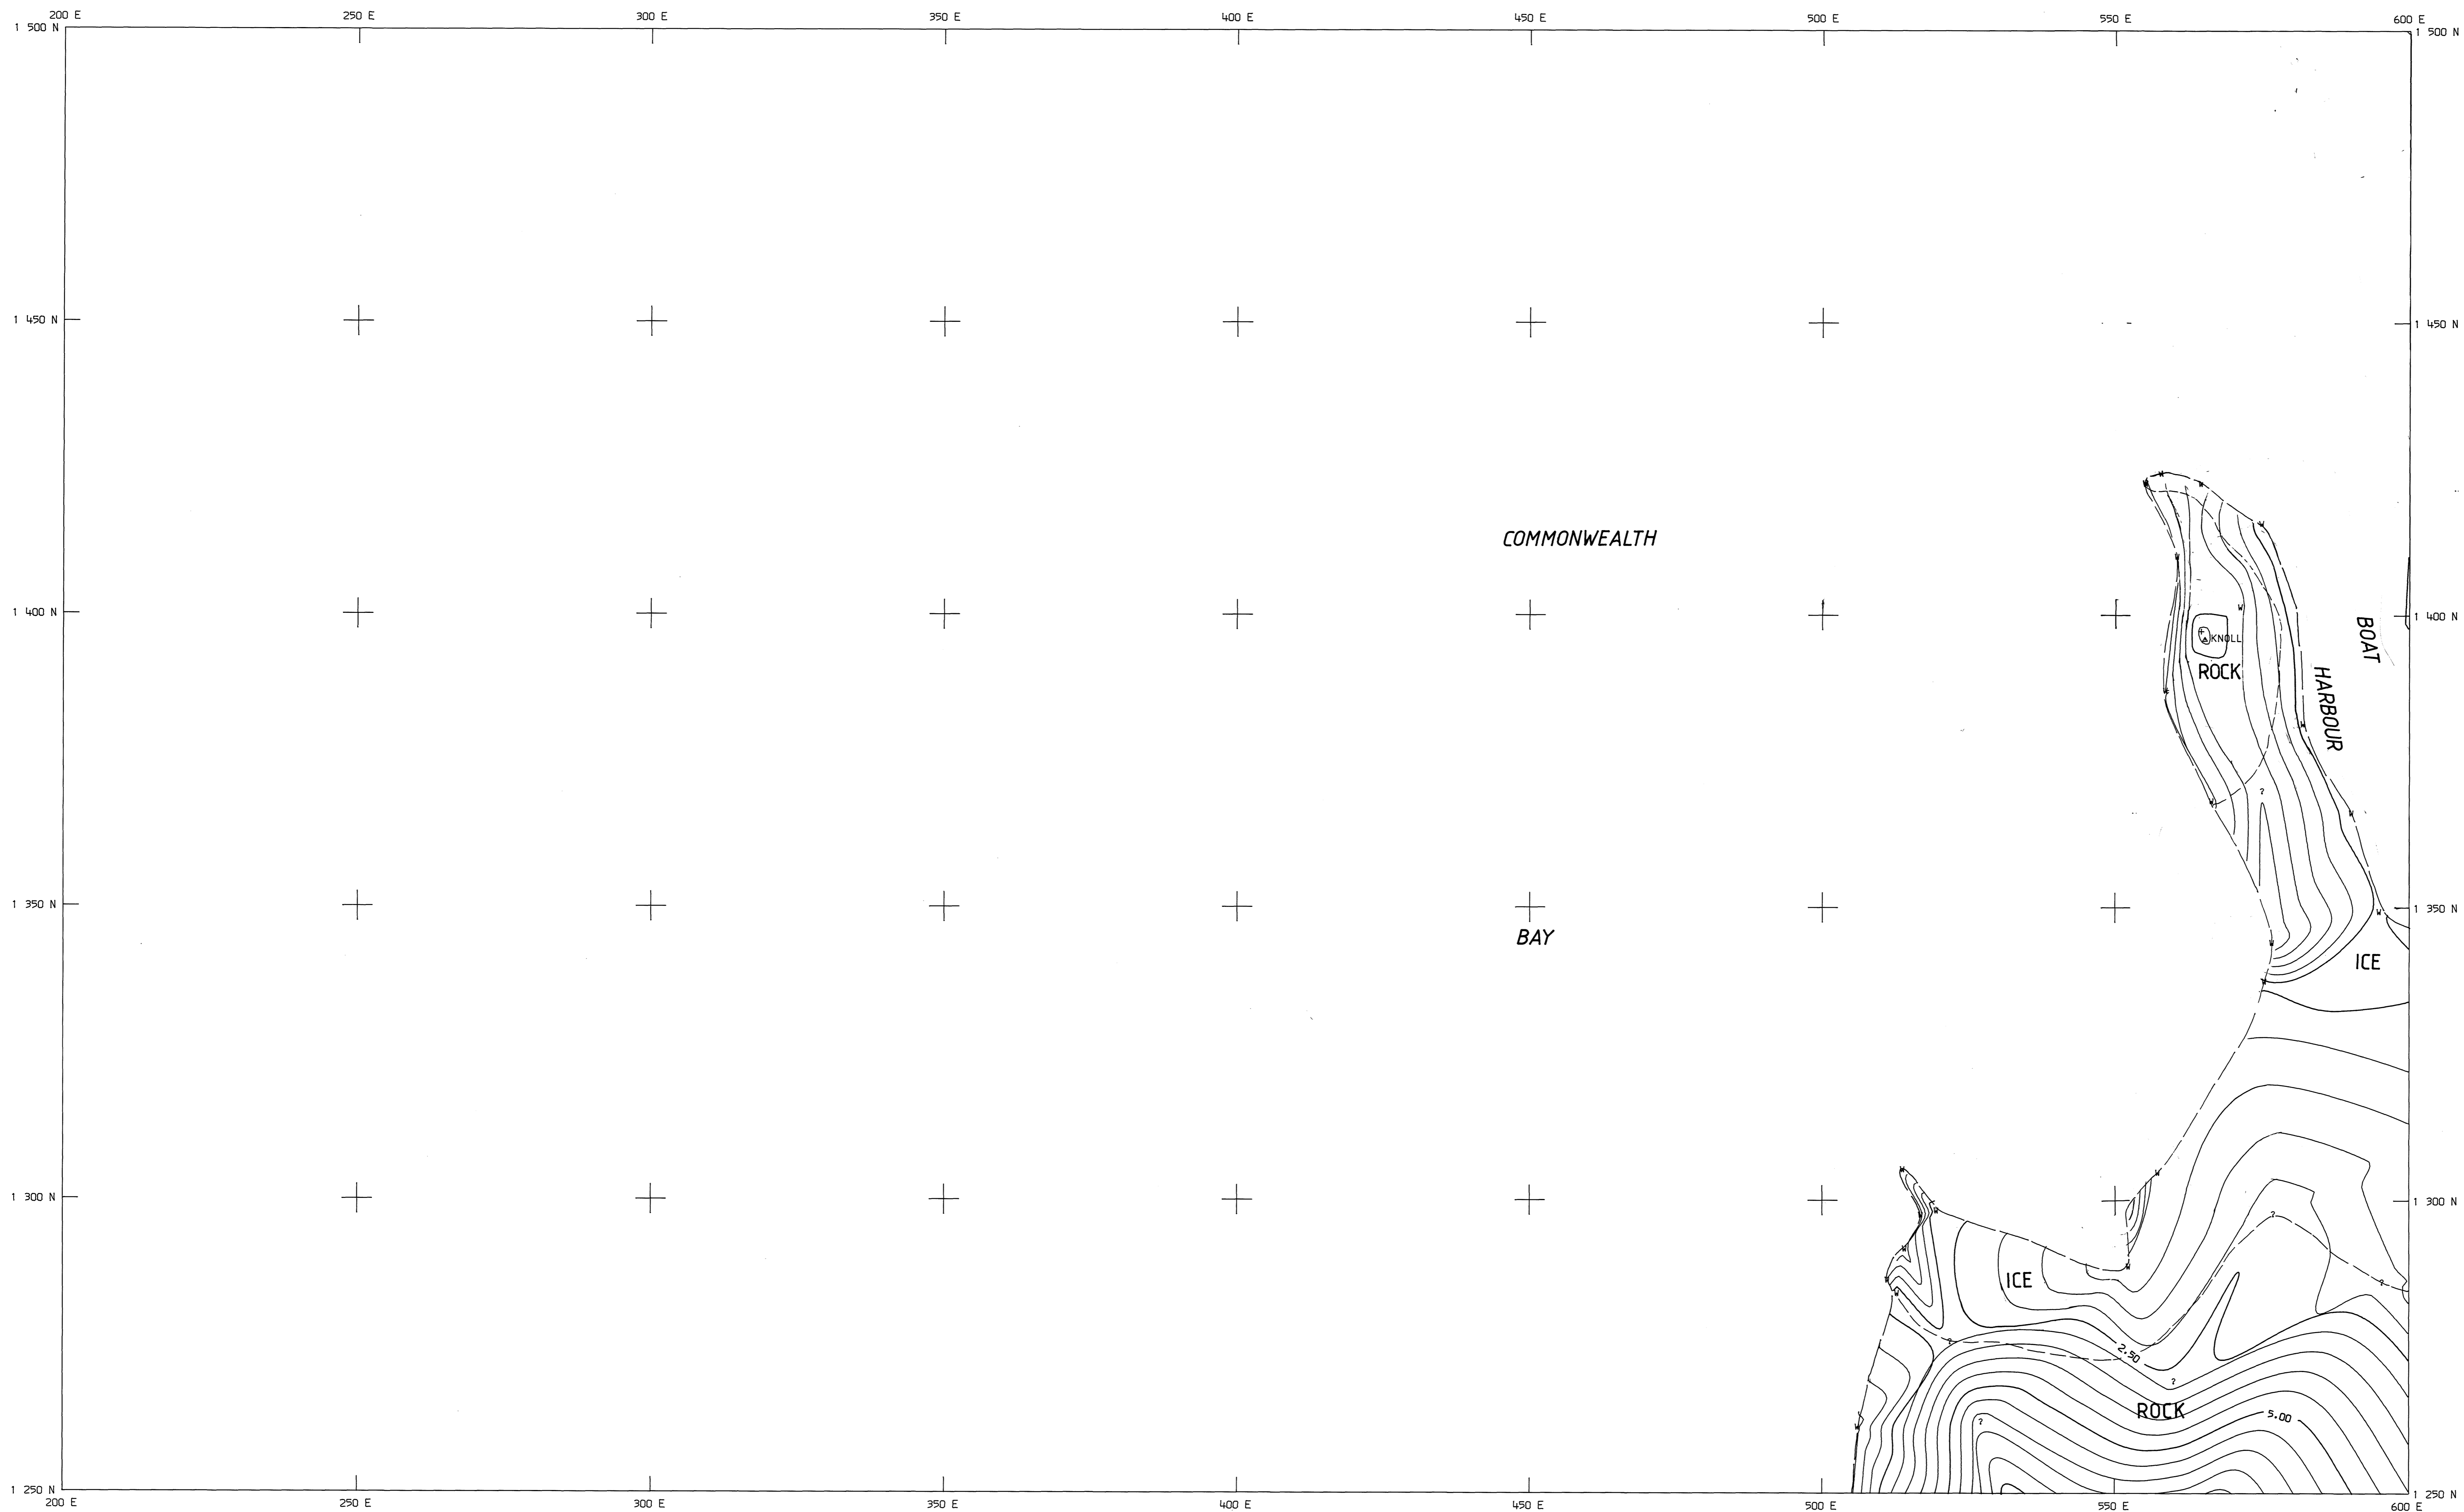 200 E 250 E 300 E 350 E 400 E 450 E 500 E 550 E 600 E
1 500 N 1 500 N
1 450 N 1 450 N
W W W
W
COMMONWEALTH
W
1 400 N W BOAT 1 400 N
KNOLL
ROCK HARBOUR
W
W
?
W W
1 350 N W 1 350 N
BAY W
ICE
W
W W
1 300 N W 1 300 N
W ?
W
W
ICE
W ?
W
?
2.50
?
ROCK
5.00
W ?
1 250 N 1 250 N
200 E 250 E 300 E 350 E 400 E 450 E 500 E 550 E 600 E